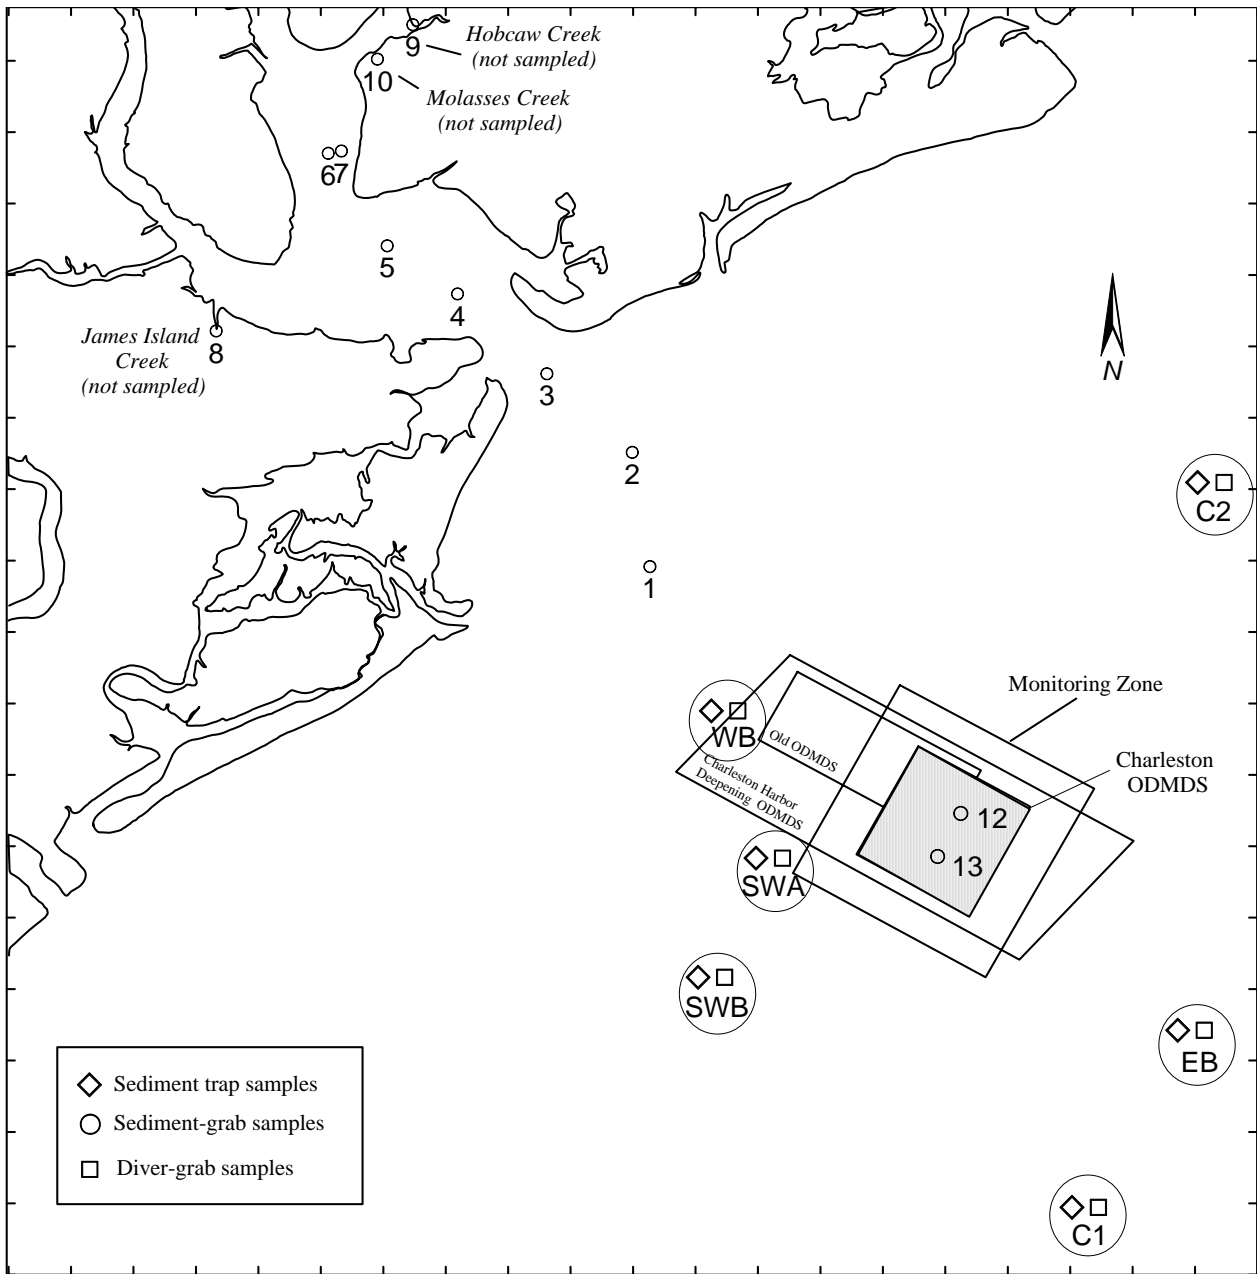 9
Hobcaw Creek
(not sampled)
10
Molasses Creek
(not sampled)
6
7
5
4
James Island
Creek
(not sampled)
8
3
N
2
C2
1
Monitoring Zone
WB
Old ODMDS
Charleston Harbor
Deepening ODMDS
Charleston
ODMDS
12
13
SWA
SWB
EB
Sediment trap samples
Sediment-grab samples
Diver-grab samples
C1